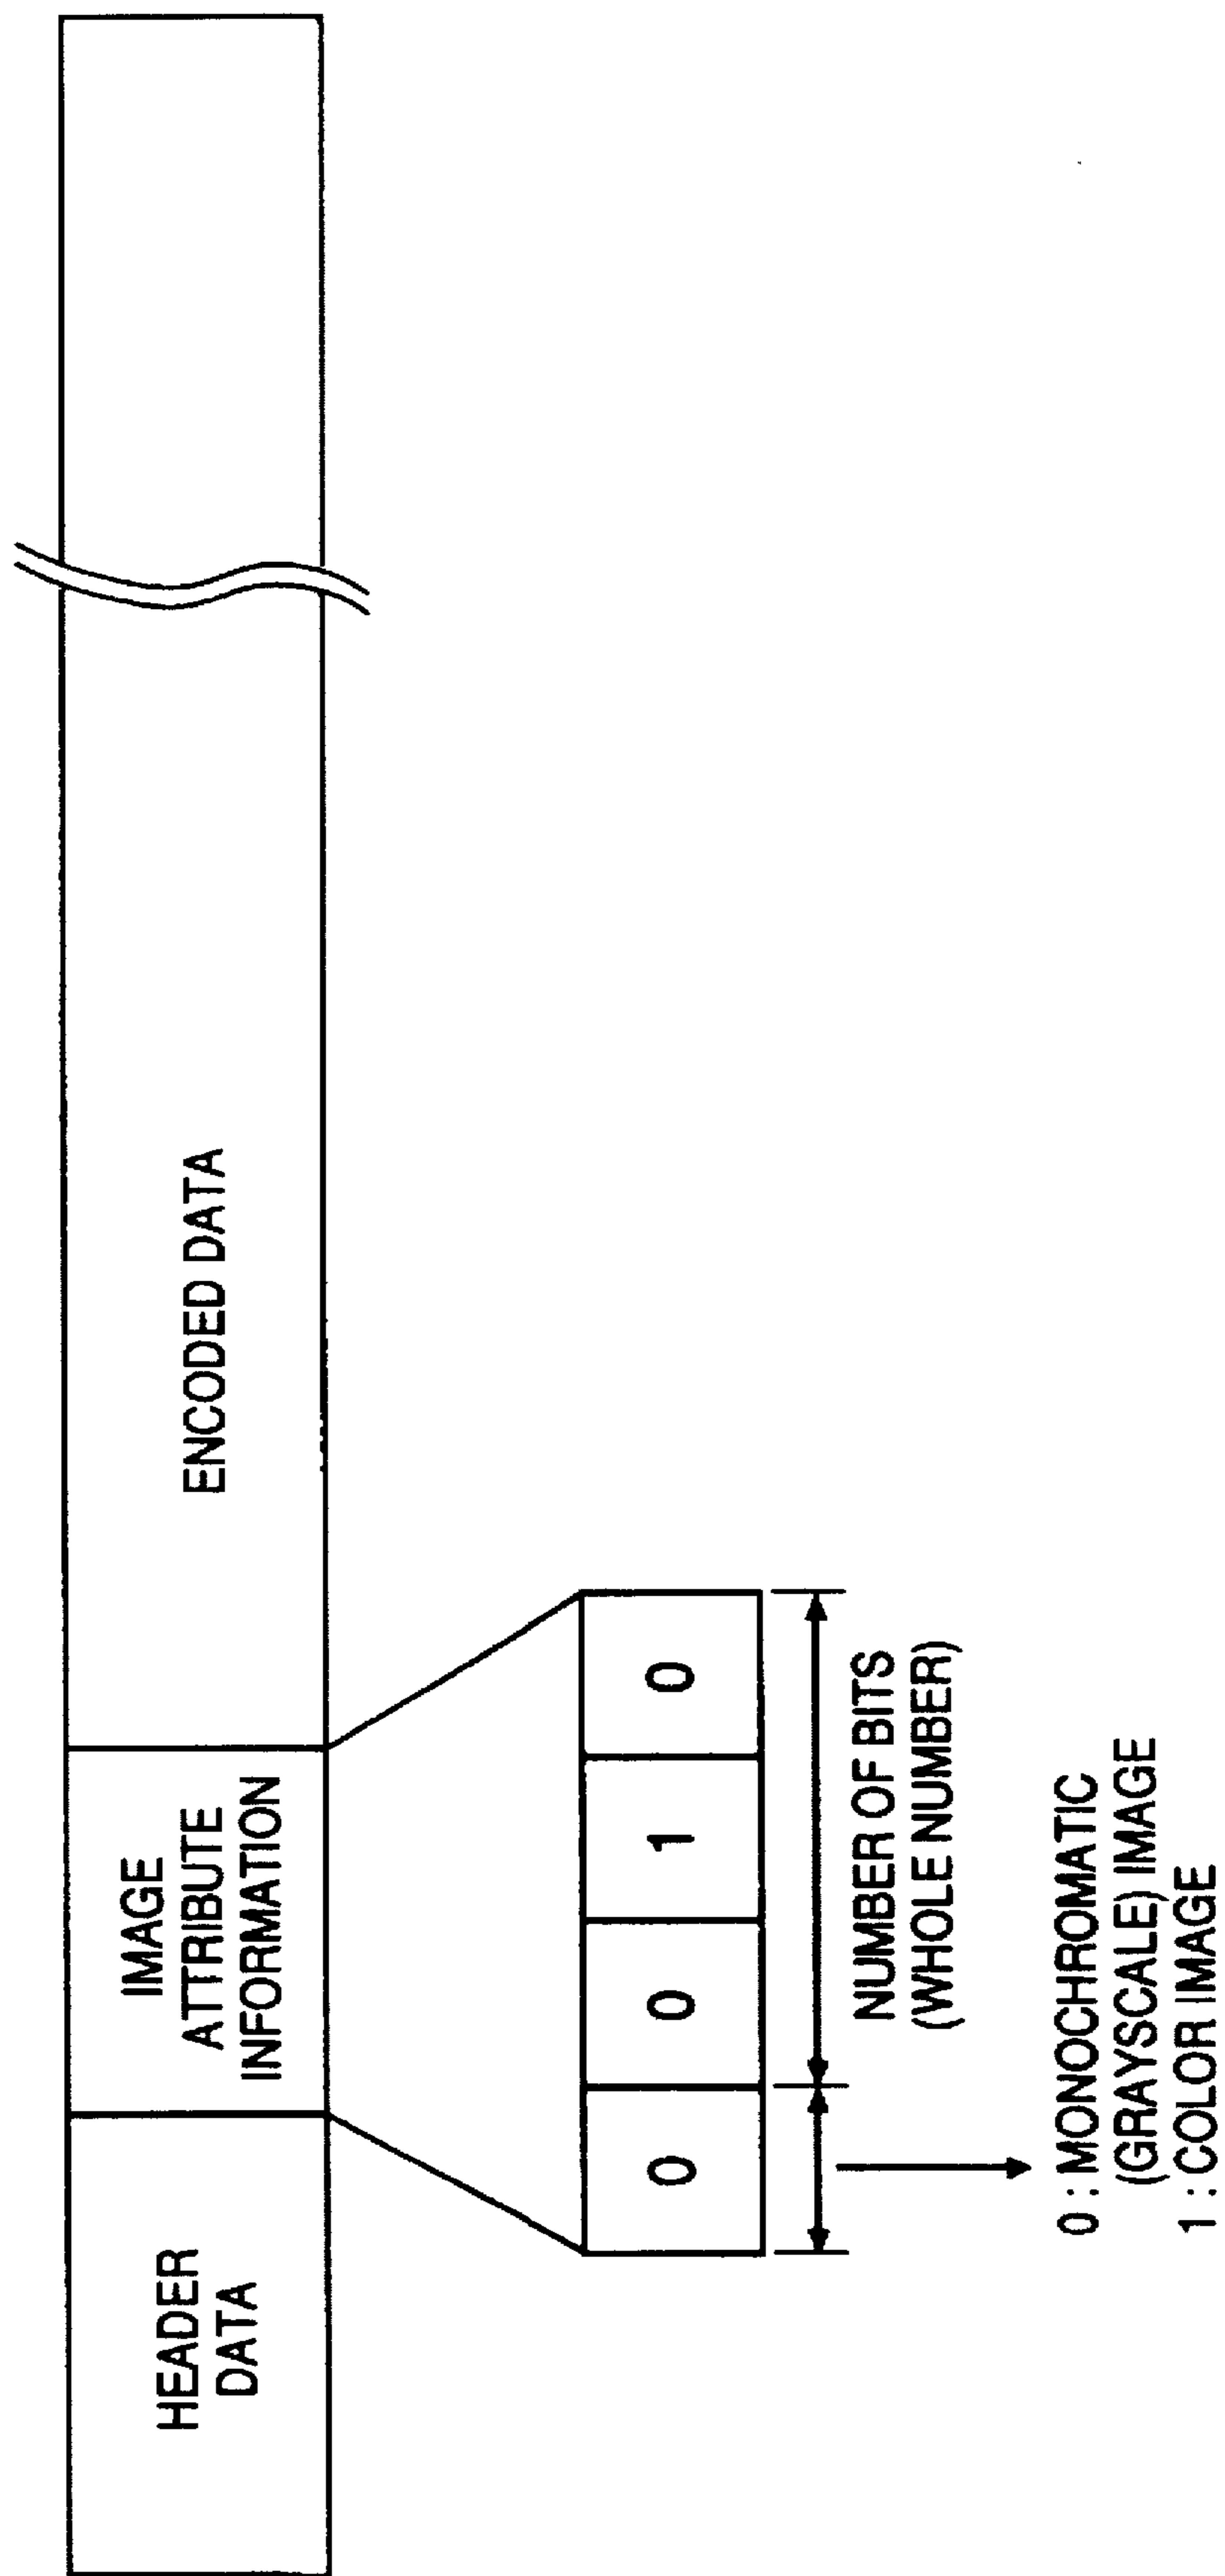 HEADER
DATA
IMAGE
ATTRIBUTE
INFORMATION
ENCODED DATA
0 0 1 0
NUMBER OF BITS
(WHOLE NUMBER)
0 : MONOCHROMATIC
(GRAYSCALE) IMAGE
1 : COLOR IMAGE